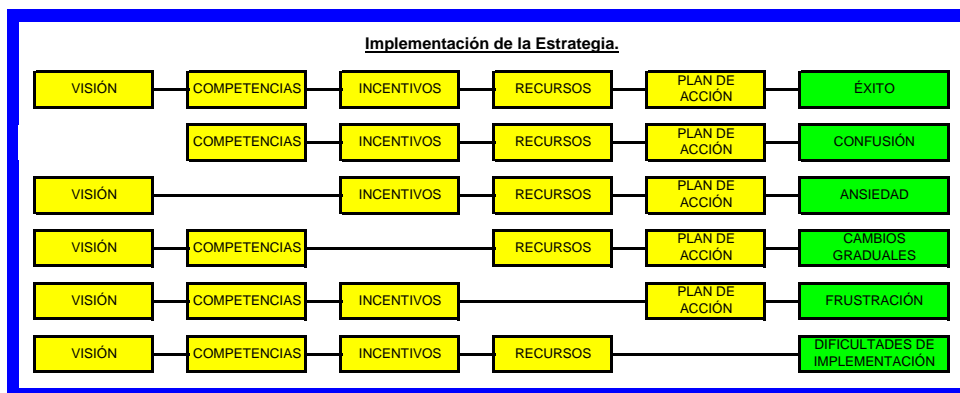 Implementación de la Estrategia.
VISIÓN COMPETENCIAS INCENTIVOS RECURSOS PLAN DE ACCIÓN ÉXITO
COMPETENCIAS INCENTIVOS RECURSOS PLAN DE ACCIÓN CONFUSIÓN
VISIÓN INCENTIVOS RECURSOS PLAN DE ACCIÓN ANSIEDAD
VISIÓN COMPETENCIAS RECURSOS PLAN DE ACCIÓN CAMBIOS GRADUALES
VISIÓN COMPETENCIAS INCENTIVOS PLAN DE ACCIÓN FRUSTRACIÓN
VISIÓN COMPETENCIAS INCENTIVOS RECURSOS DIFICULTADES DE IMPLEMENTACIÓN